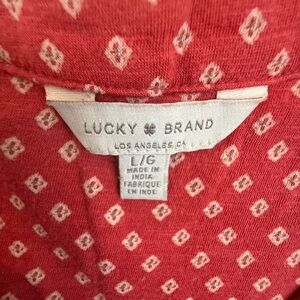 LUCKY BRAND
LOS ANGELES, CA
L/G
MADE IN
INDIA
FABRIQUE
EN INDE